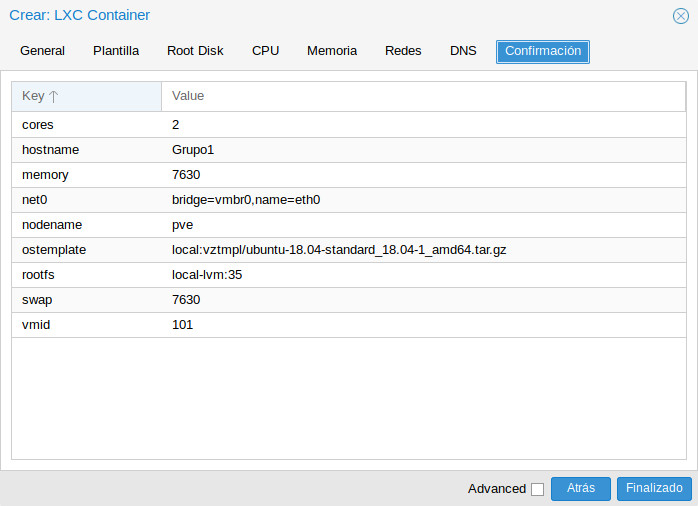 Crear: LXC Container
General Plantilla Root Disk CPU Memoria Redes DNS Confirmación
Key Value
cores 2
hostname Grupo1
memory 7630
net0 bridge=vmbr0,name=eth0
nodename pve
ostemplate local:vztmpl/ubuntu-18.04-standard_18.04-1_amd64.tar.gz
rootfs local-lvm:35
swap 7630
vmid 101
Advanced Atrás Finalizado